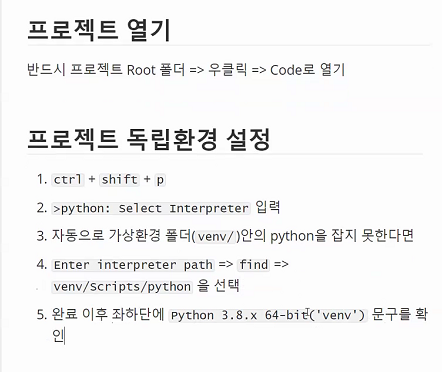 프로젝트 열기
반드시 프로젝트 Root 폴더 => 우클릭 => Code로 열기
프로젝트 독립환경 설정
1. ctrl + shift + p
2. >python: Select Interpreter 입력
3. 자동으로 가상환경 폴더(venv/)안의 python을 잡지 못한다면
4. Enter interpreter path => find =>
venv/Scripts/python 을 선택
5. 완료 이후 좌하단에 Python 3.8.x 64-bit('venv') 문구를 확
인